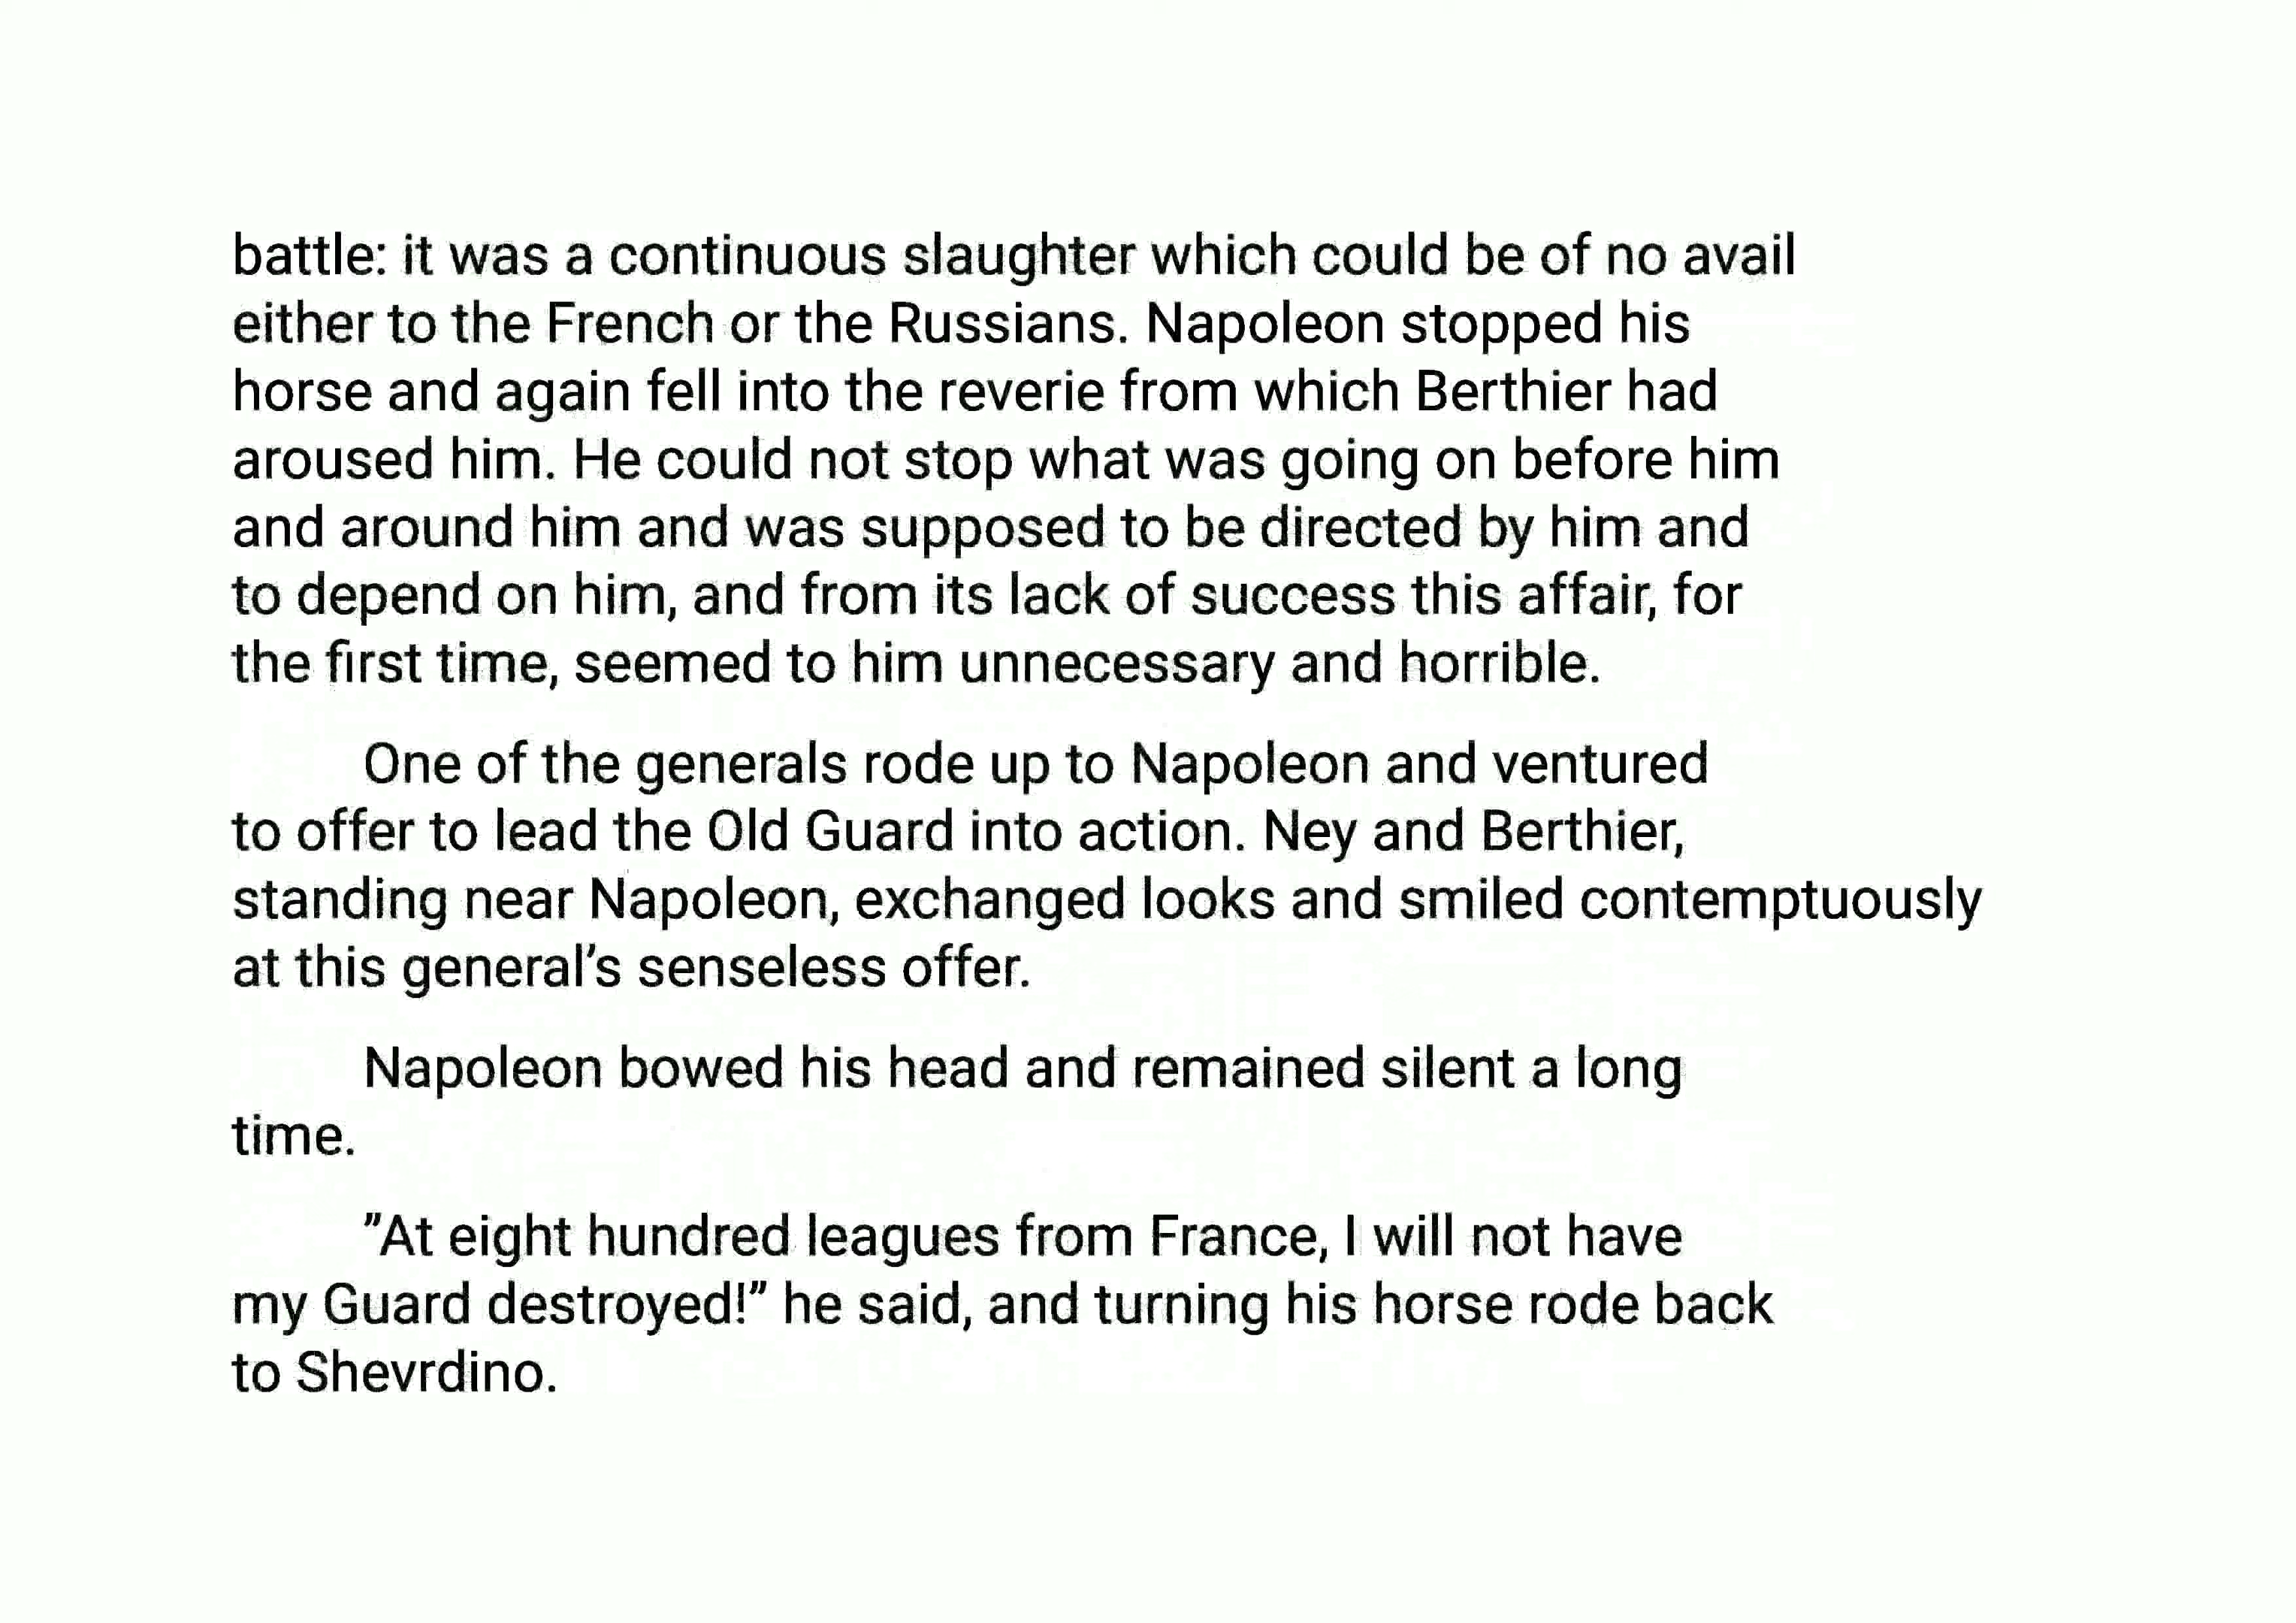 battle: it was a continuous slaughter which could be of no avail
either to the French or the Russians. Napoleon stopped his
horse and again fell into the reverie from which Berthier had
aroused him. He could not stop what was going on before him
and around him and was supposed to be directed by him and
to depend on him, and from its lack of success this affair, for
the first time, seemed to him unnecessary and horrible.
One of the generals rode up to Napoleon and ventured
to offer to lead the Old Guard into action. Ney and Berthier,
standing near Napoleon, exchanged looks and smiled contemptuously
at this general’s senseless offer.
Napoleon bowed his head and remained silent a long
time.
”At eight hundred leagues from France, I will not have
my Guard destroyed!” he said, and turning his horse rode back
to Shevrdino.